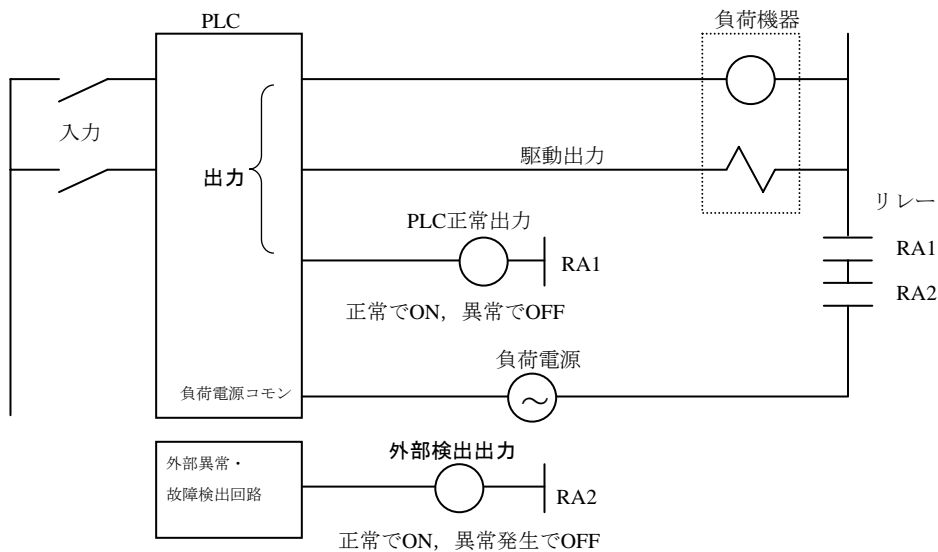 PLC
負荷機器
入力
出力
駆動出力
リレー
PLC正常出力
RA1
RA1
RA2
正常でON，異常でOFF
負荷電源
負荷電源コモン
外部異常・
故障検出回路
外部検出出力
RA2
正常でON，異常発生でOFF